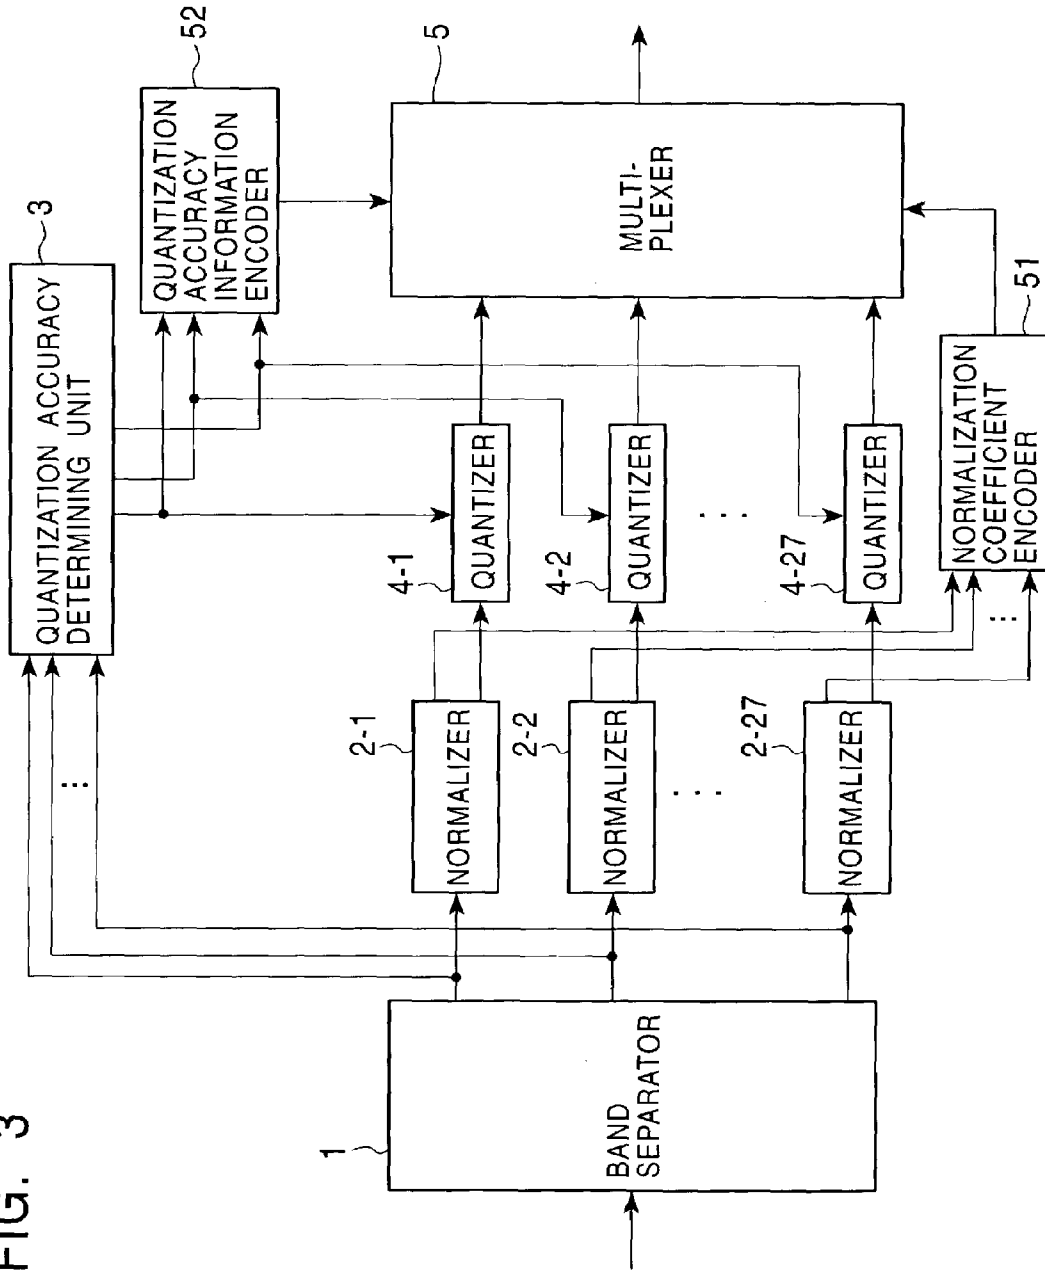 FIG. 3
1
BAND
SEPARATOR
2-1
NORMALIZER
2-2
NORMALIZER
. . .
2-27
NORMALIZER
...
3
QUANTIZATION ACCURACY
DETERMINING UNIT
4-1
QUANTIZER
4-2
QUANTIZER
. . .
4-27
QUANTIZER
...
52
QUANTIZATION
ACCURACY
INFORMATION
ENCODER
51
NORMALIZATION
COEFFICIENT
ENCODER
5
MULTI-
PLEXER